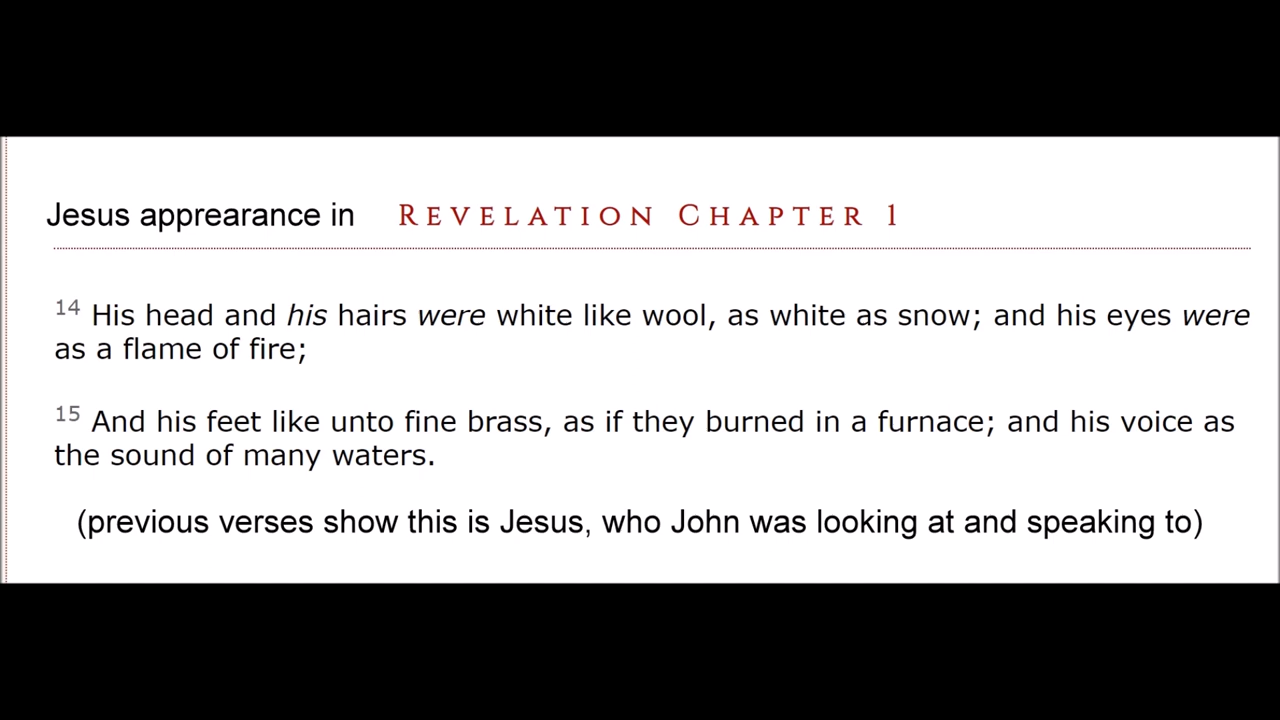 Jesus apprearance in REVELATION CHAPTER 1
14 His head and his hairs were white like wool, as white as snow; and his eyes were
as a flame of fire;
15 And his feet like unto fine brass, as if they burned in a furnace; and his voice as
the sound of many waters.
(previous verses show this is Jesus, who John was looking at and speaking to)